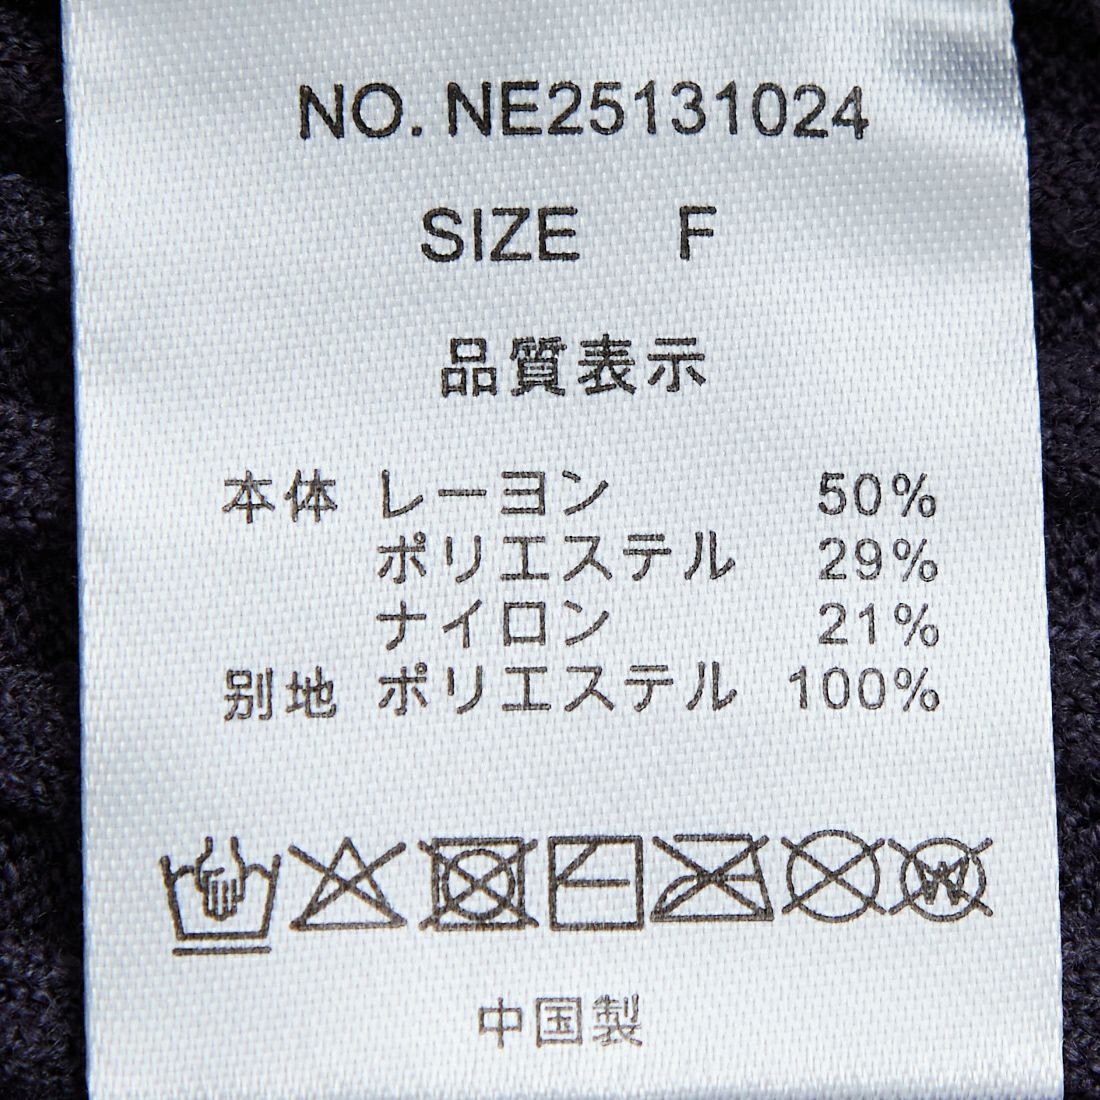 NO. NE25131024
SIZE F
品質表示
本体 レーヨン 50%
ポリエステル 29%
ナイロン 21%
別地 ポリエステル 100%
W
中国製